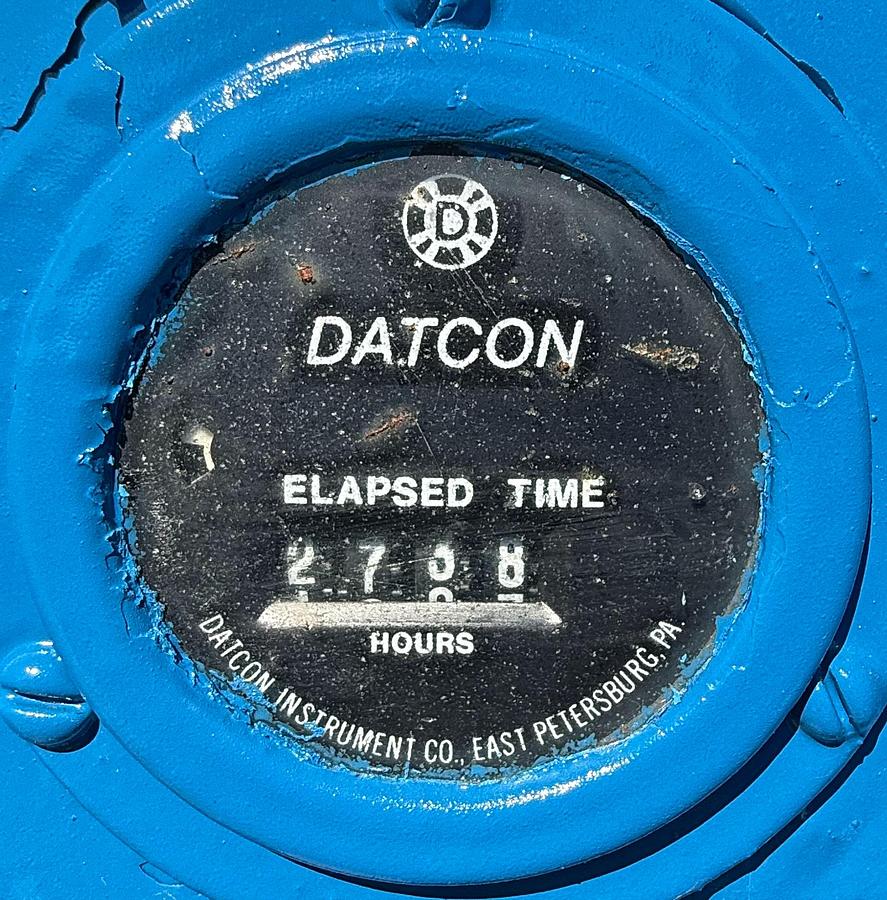 D
DATCON
ELAPSED TIME
HOURS
DATCON INSTRUMENT CO., EAST PETERSBURG, PA.